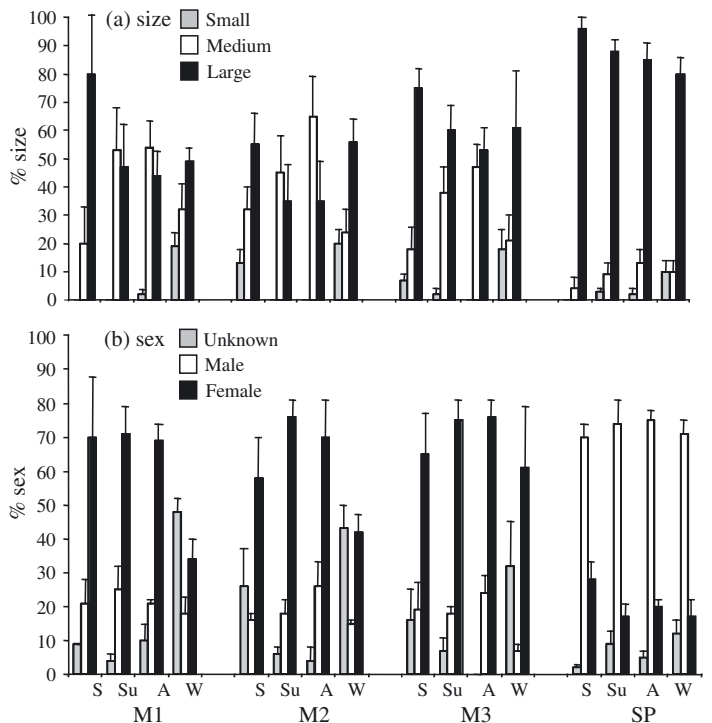 (a) size
Small
Medium
Large
% size
100
90
80
70
60
50
40
30
20
10
0
(b) sex
Unknown
Male
Female
% sex
100
90
80
70
60
50
40
30
20
10
0
S Su A W S Su A W S Su A W S Su A W
M1 M2 M3 SP